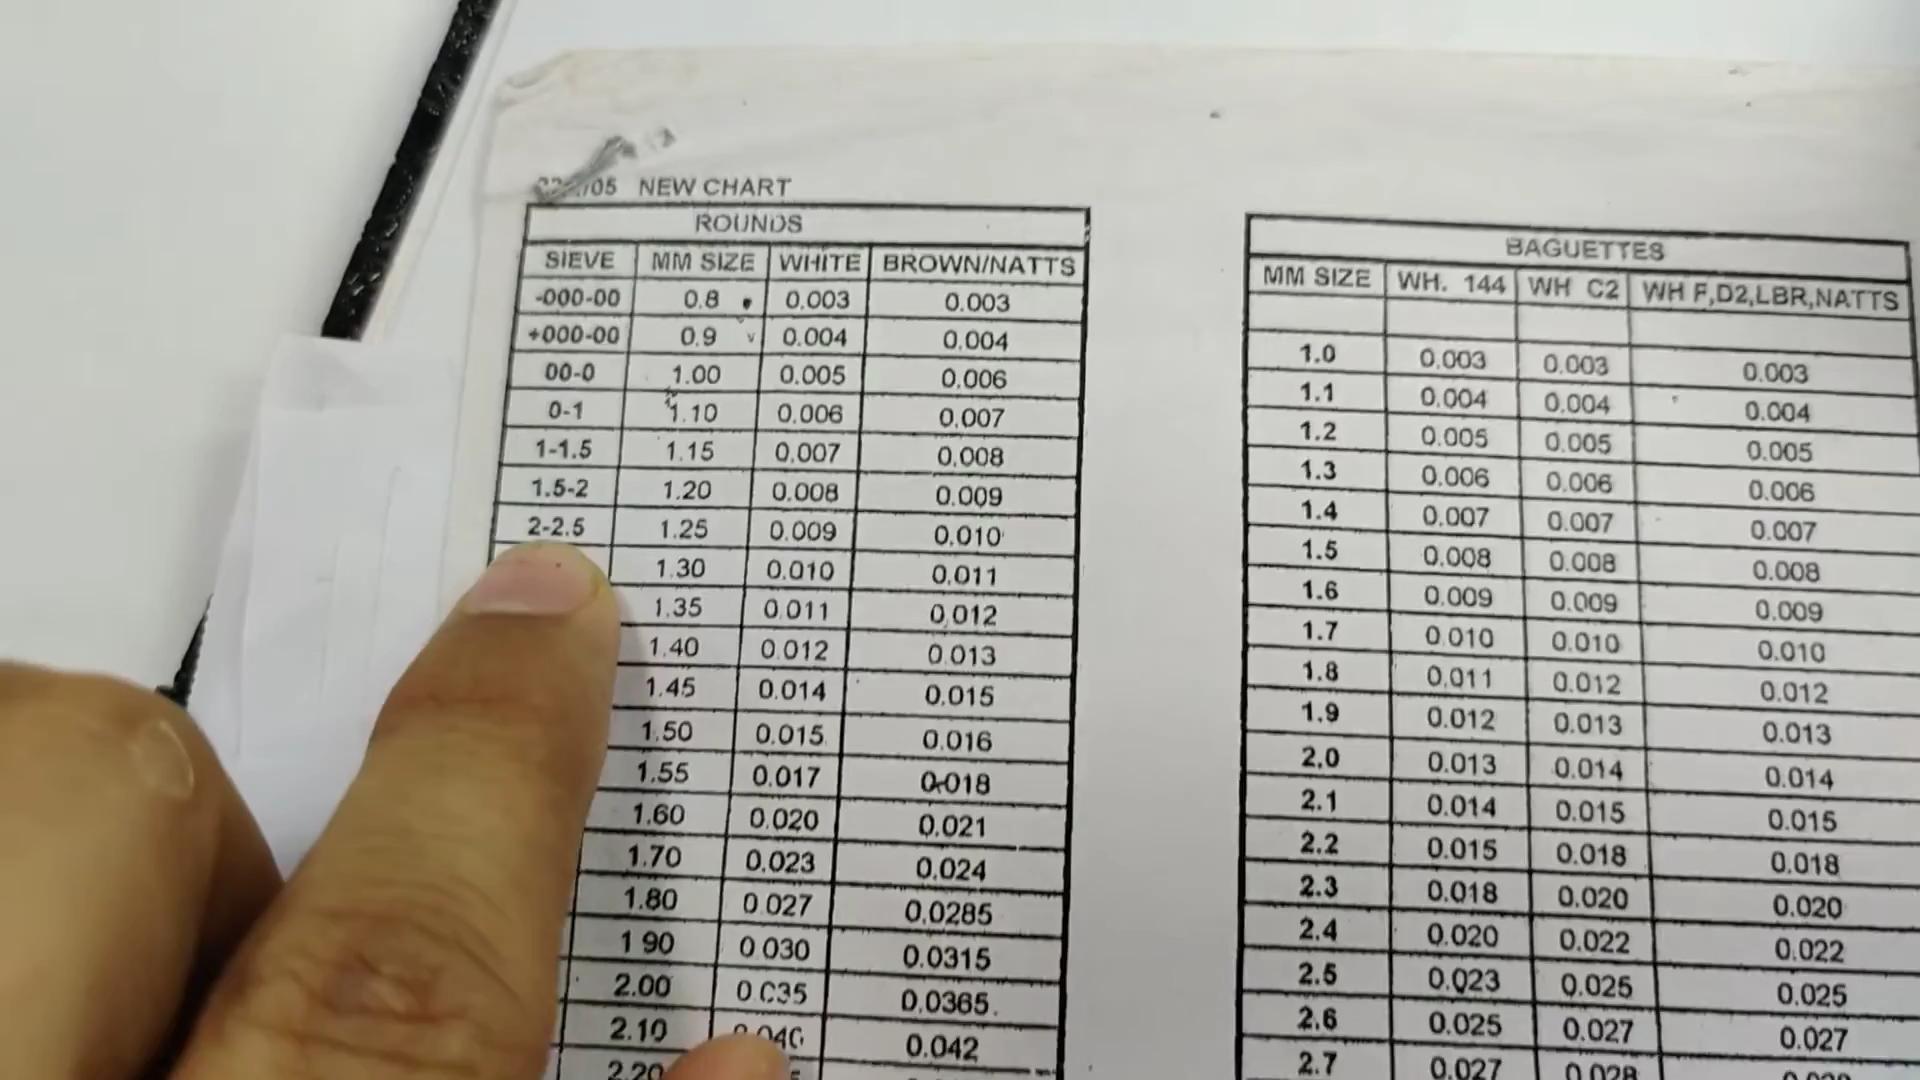 /05 NEW CHART
ROUNDS
SIEVE MM SIZE WHITE BROWN/NATTS
-000-00 0.8 0.003 0.003
+000-00 0.9 0.004 0.004
00-0 1.00 0.005 0.006
0-1 1.10 0.006 0.007
1-1.5 1.15 0.007 0.008
1.5-2 1.20 0.008 0.009
2-2.5 1.25 0.009 0.010
1.30 0.010 0.011
1.35 0.011 0.012
1.40 0.012 0.013
1.45 0.014 0.015
1.50 0.015 0.016
1.55 0.017 0.018
1.60 0.020 0.021
1.70 0.023 0.024
1.80 0.027 0.0285
1.90 0.030 0.0315
2.00 0.035 0.0365
2.10 0.042
2.20
BAGUETTES
MM SIZE WH. 144 WH C2 WH F,D2,LBR,NATTS
1.0 0.003 0.003 0.003
1.1 0.004 0.004 0.004
1.2 0.005 0.005 0.005
1.3 0.006 0.006 0.006
1.4 0.007 0.007 0.007
1.5 0.008 0.008 0.008
1.6 0.009 0.009 0.009
1.7 0.010 0.010 0.010
1.8 0.011 0.012 0.012
1.9 0.012 0.013 0.013
2.0 0.013 0.014 0.014
2.1 0.014 0.015 0.015
2.2 0.015 0.018 0.018
2.3 0.018 0.020 0.020
2.4 0.020 0.022 0.022
2.5 0.023 0.025 0.025
2.6 0.025 0.027 0.027
2.7 0.027 0.028